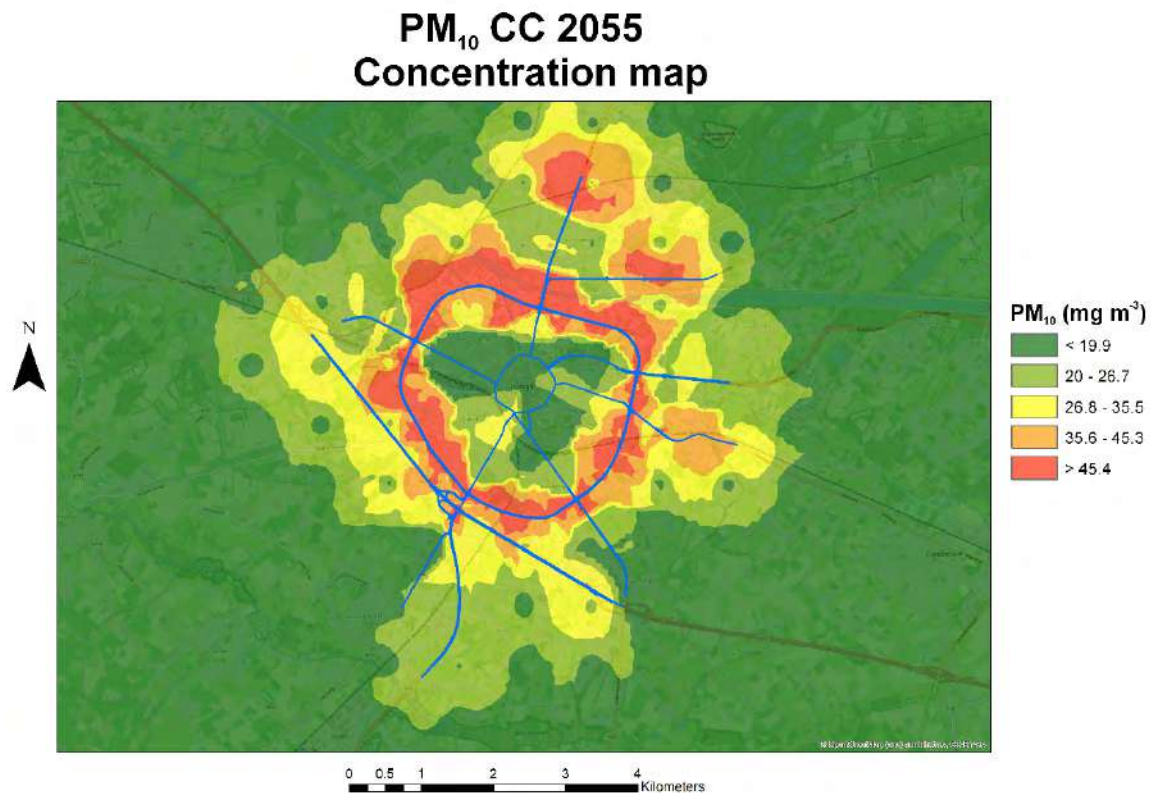 PM₁₀ CC 2055
Concentration map
N
PM₁₀ (mg m⁻³)
< 19.9
20 - 26.7
26.8 - 35.5
35.6 - 45.3
> 45.4
0 0.5 1 2 3 4
Kilometers